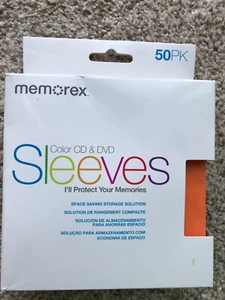 50PK
memorex
Color CD & DVD
Sleeves
I'll Protect Your Memories
SPACE SAVING STORAGE SOLUTION
SOLUTION DE RANGEMENT COMPACTE
SOLUCIÓN DE ALMACENAMIENTO
PARA AHORRAR ESPACIO
SOLUÇÃO PARA ARMAZENAMENTO COM
ECONOMIA DE ESPAÇO